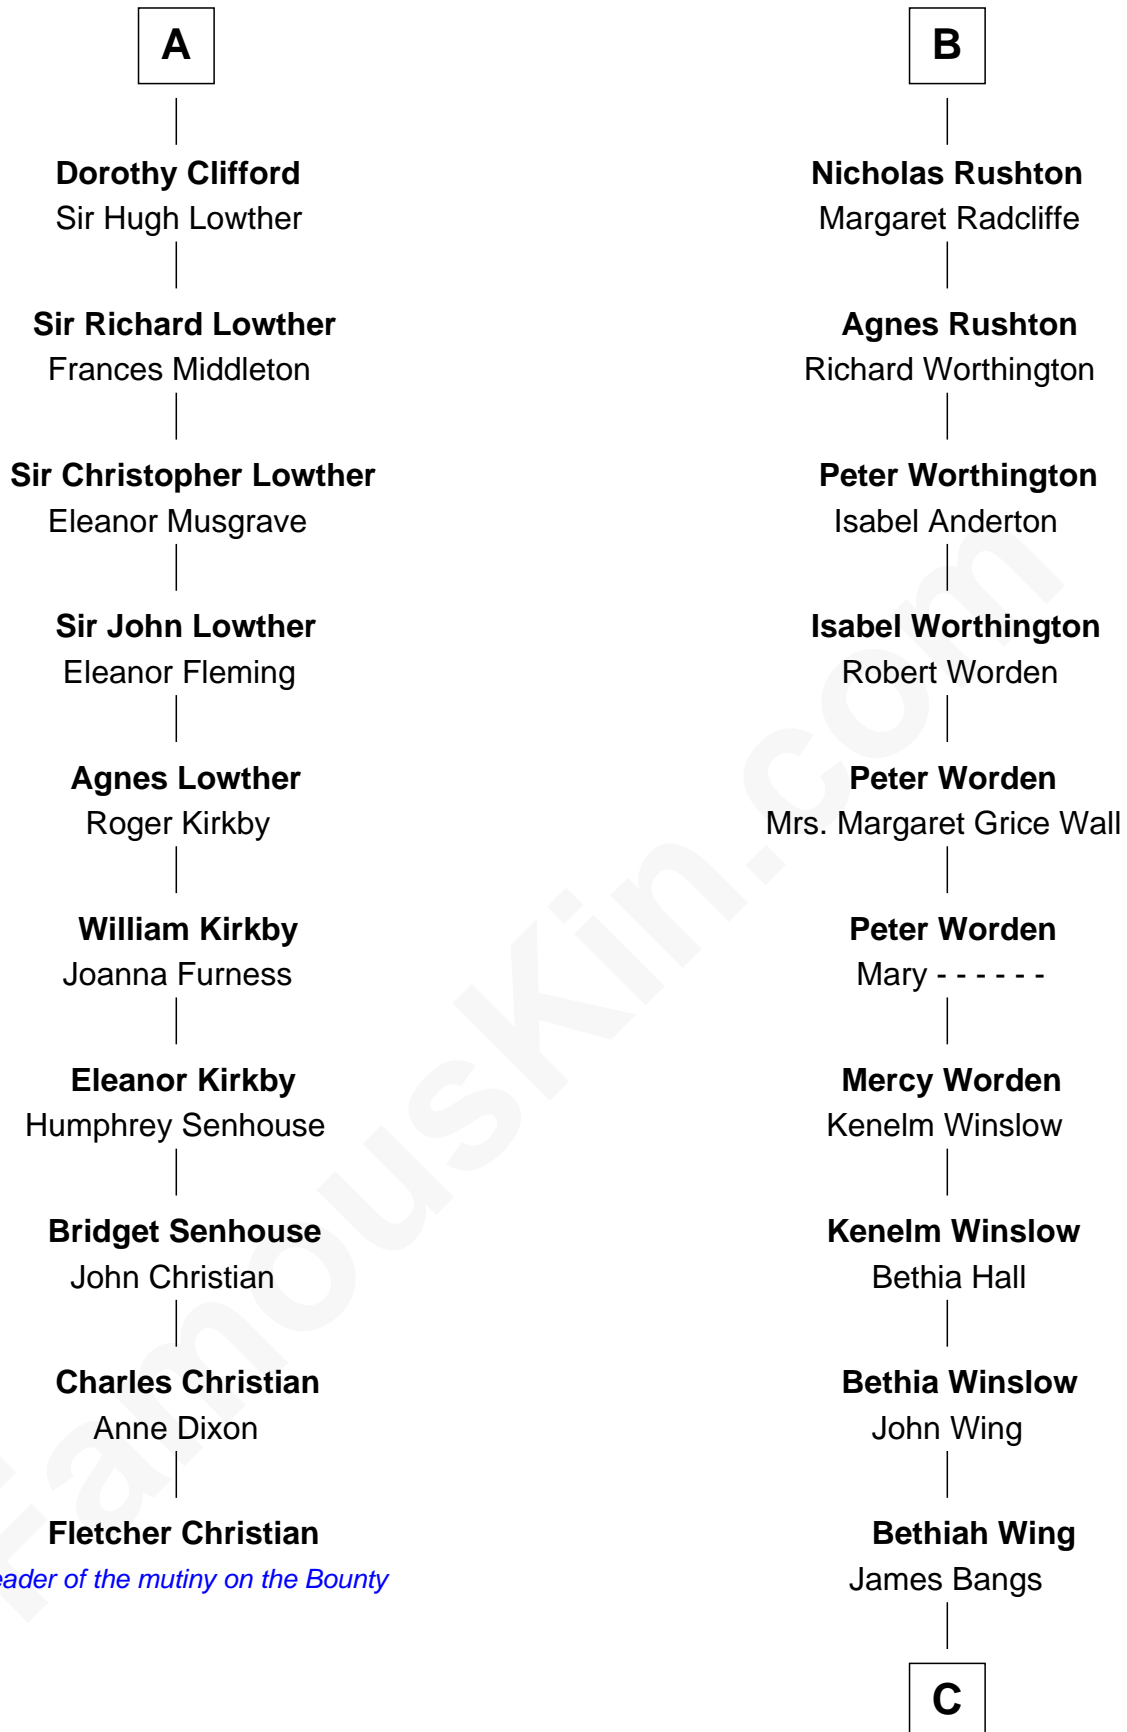 A
Dorothy Clifford
Sir Hugh Lowther
Sir Richard Lowther
Frances Middleton
Sir Christopher Lowther
Eleanor Musgrave
Sir John Lowther
Eleanor Fleming
Agnes Lowther
Roger Kirkby
William Kirkby
Joanna Furness
Eleanor Kirkby
Humphrey Senhouse
Bridget Senhouse
John Christian
Charles Christian
Anne Dixon
Fletcher Christian
eader of the mutiny on the Bounty
B
Nicholas Rushton
Margaret Radcliffe
Agnes Rushton
Richard Worthington
Peter Worthington
Isabel Anderton
Isabel Worthington
Robert Worden
Peter Worden
Mrs. Margaret Grice Wall
Peter Worden
Mary - - - - - -
Mercy Worden
Kenelm Winslow
Kenelm Winslow
Bethia Hall
Bethia Winslow
John Wing
Bethiah Wing
James Bangs
C
FamousKin.com